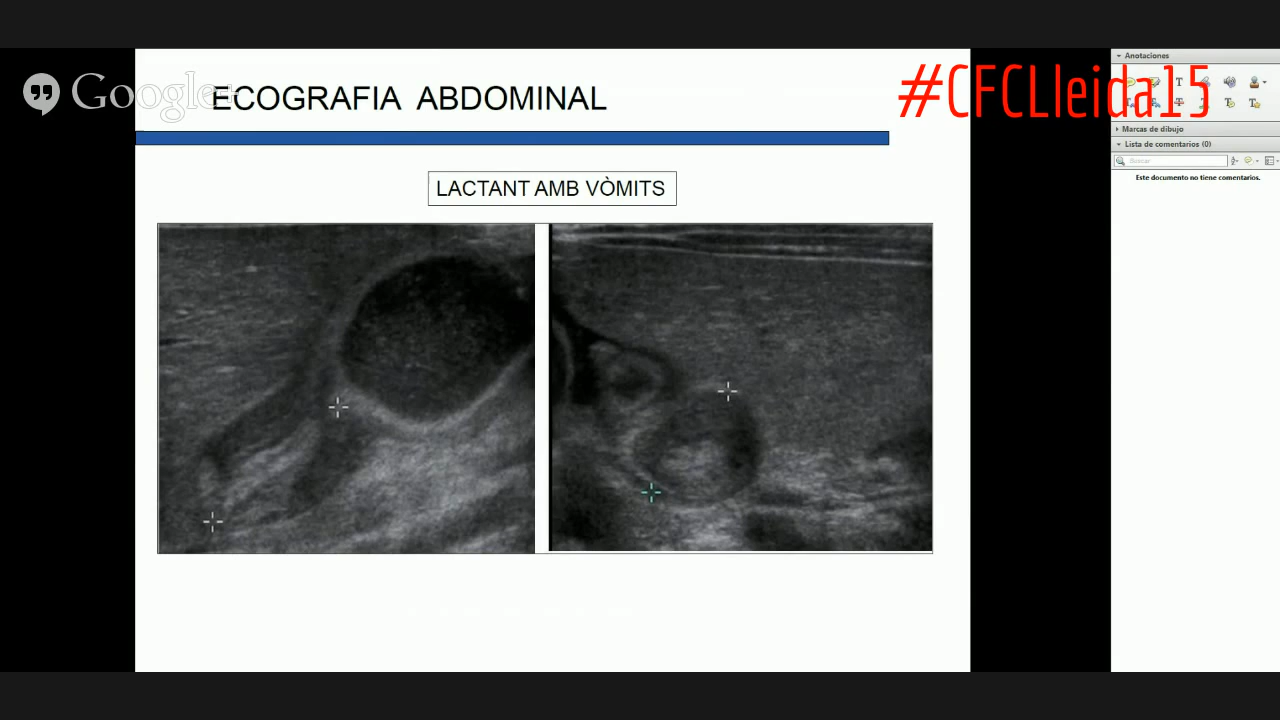 Google+
ECOGRAFIA ABDOMINAL
#CFCLleida15
LACTANT AMB VÒMITS
Anotaciones
Marcas de dibujo
Lista de comentarios (0)
Buscar
Este documento no tiene comentarios.